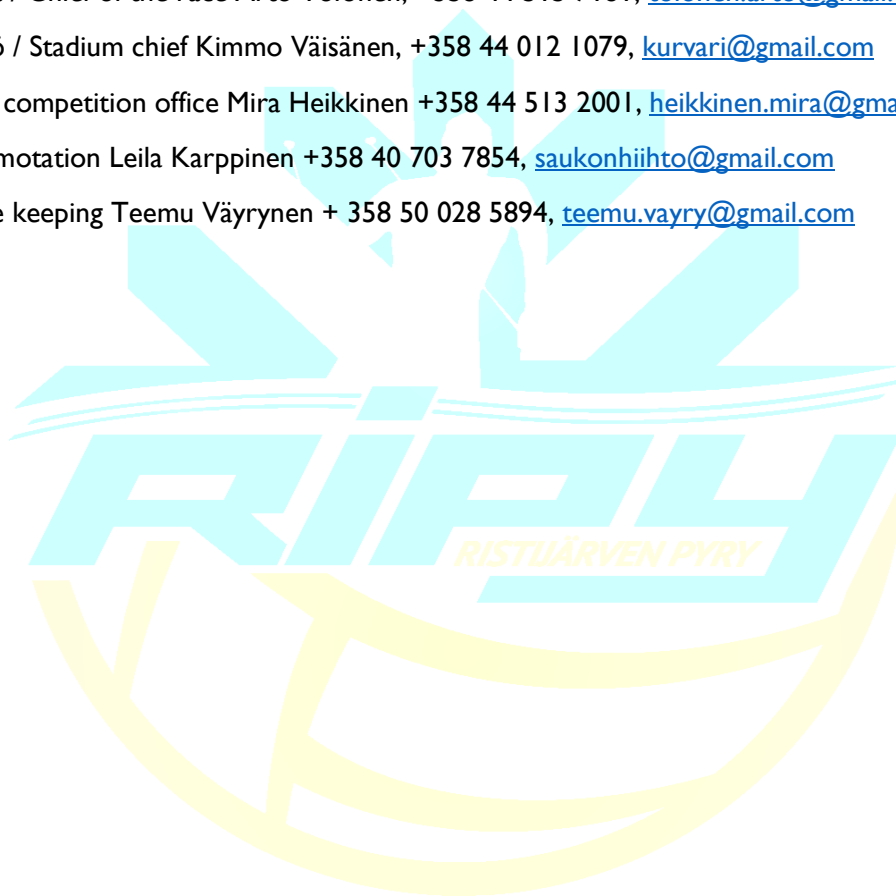 6 / Stadium chief Kimmo Väisänen, +358 44 012 1079, kurvari@gmail.com
competition office Mira Heikkinen +358 44 513 2001, heikkinen.mira@gma
motation Leila Karppinen +358 40 703 7854, saukonhiihto@gmail.com
e keeping Teemu Väyrynen + 358 50 028 5894, teemu.vayry@gmail.com
RiPy
RISTIJÄRVEN PYRY